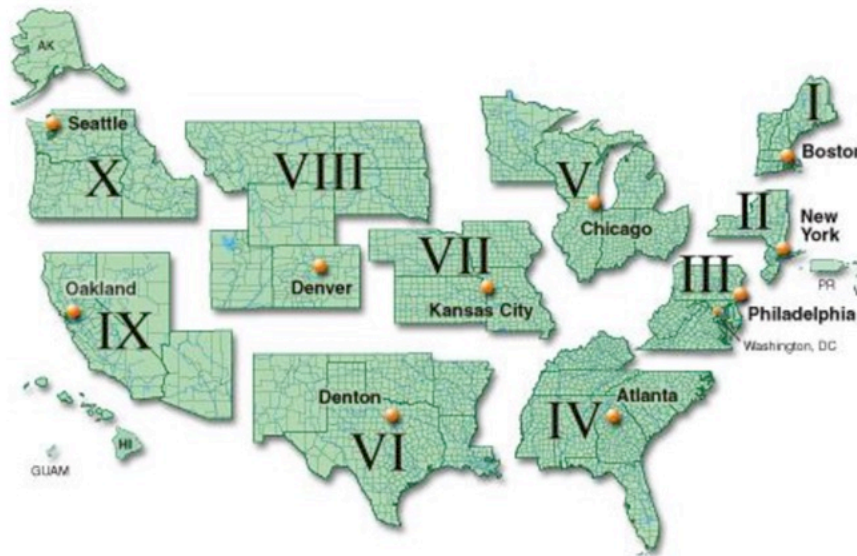 AK
Seattle
X
VIII
V
I
Boston
II
New
York
Chicago
VII
III
PR
Denver
Oakland
Kansas City
Philadelphia
IX
Washington, DC
Denton
Atlanta
IV
VI
HI
GUAM